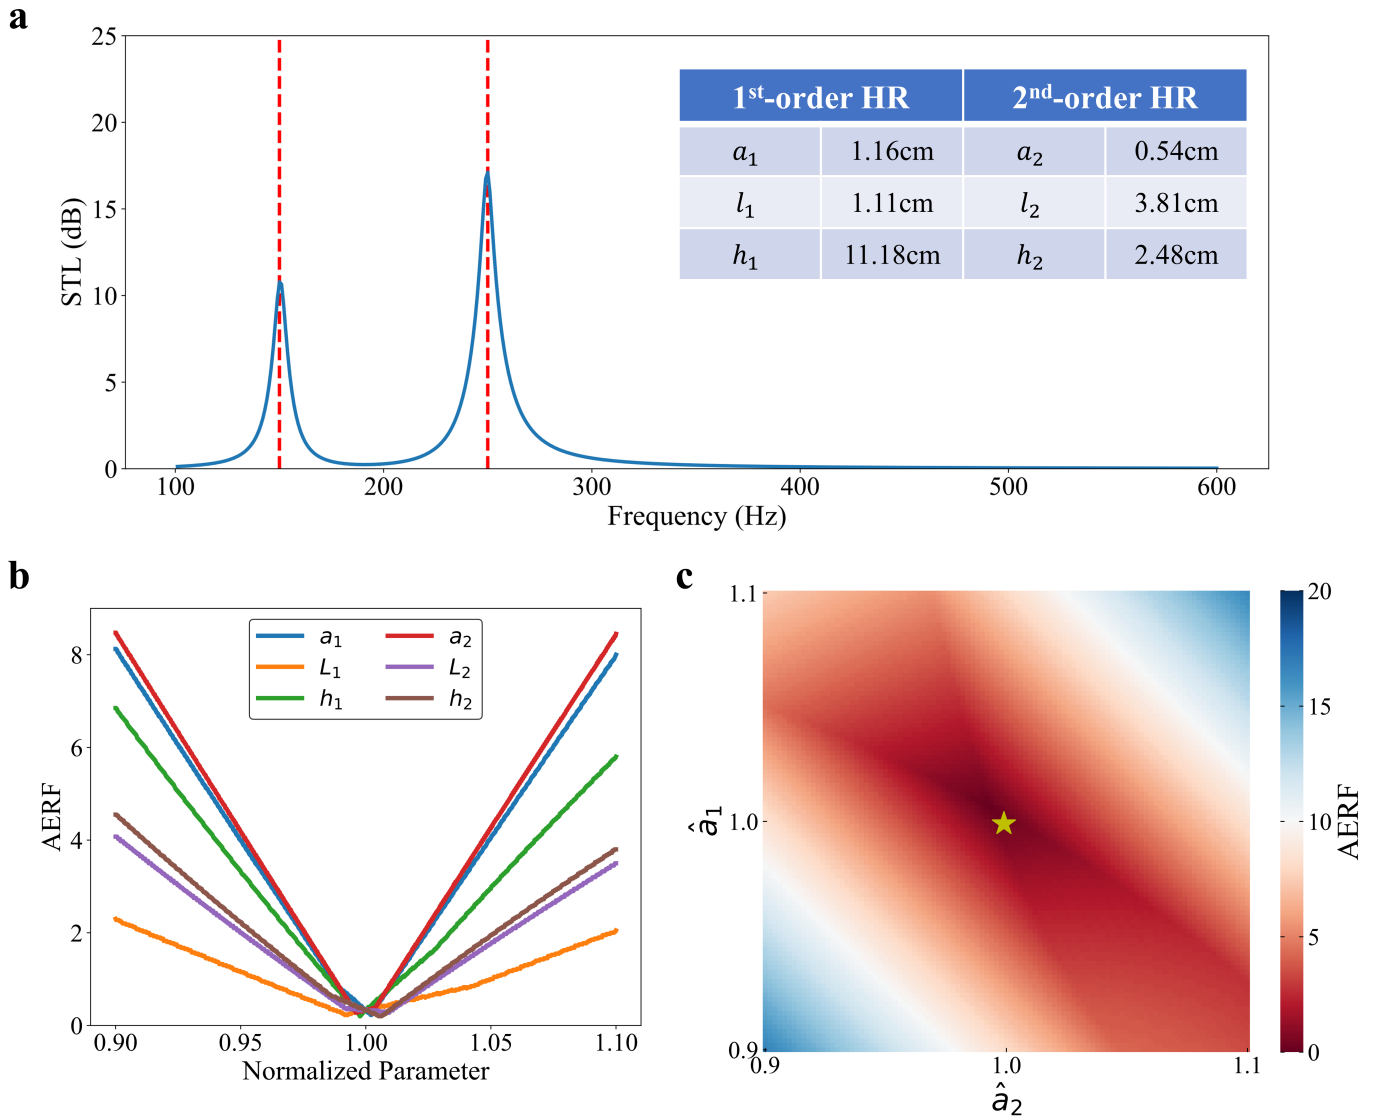 a
25
20
15
10
5
0
STL (dB)
100 200 300 400 500 600
Frequency (Hz)
1st-order HR 2nd-order HR
a1 1.16cm a2 0.54cm
l1 1.11cm l2 3.81cm
h1 11.18cm h2 2.48cm
b
8
6
4
2
0
AERF
a1 a2
L1 L2
h1 h2
0.90 0.95 1.00 1.05 1.10
Normalized Parameter
c
1.1
1.0
0.9
â1
0.9 1.0 1.1
â2
20
15
10
5
0
AERF